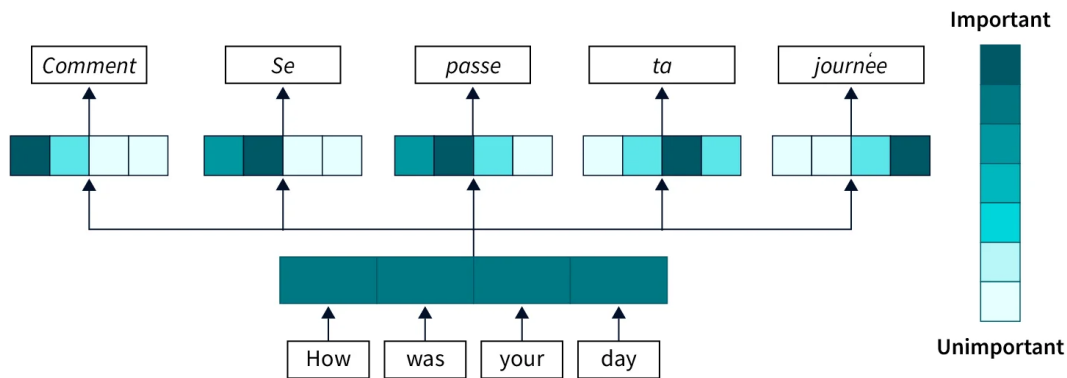 Important
Comment
Se
passe
ta
journée
How
was
your
day
Unimportant